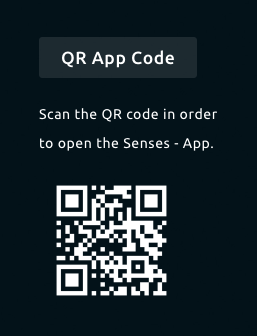 QR App Code
Scan the QR code in order
to open the Senses - App.